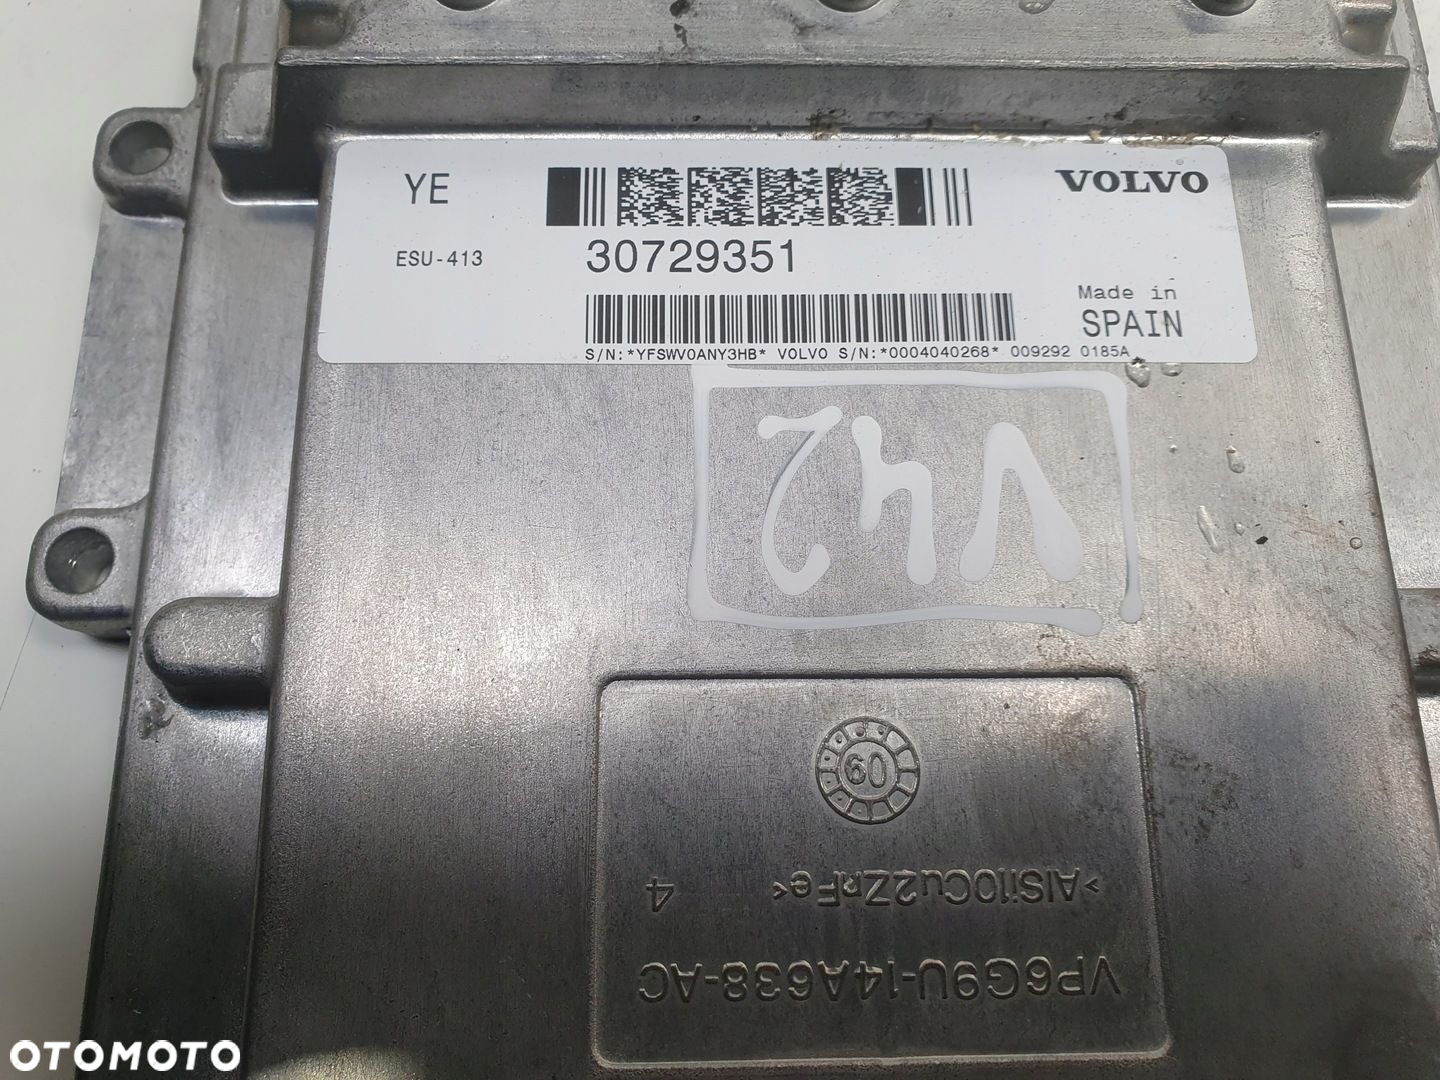 YE
VOLVO
ESU-413
30729351
Made in
SPAIN
S/N:*YFSWV0ANY3HB* VOLVO S/N:*0004040268* 009292 0185A
V42
60
>AlSi10Cu2ZnFe<
4
VP6G9U-14A638-AC
OTOMOTO